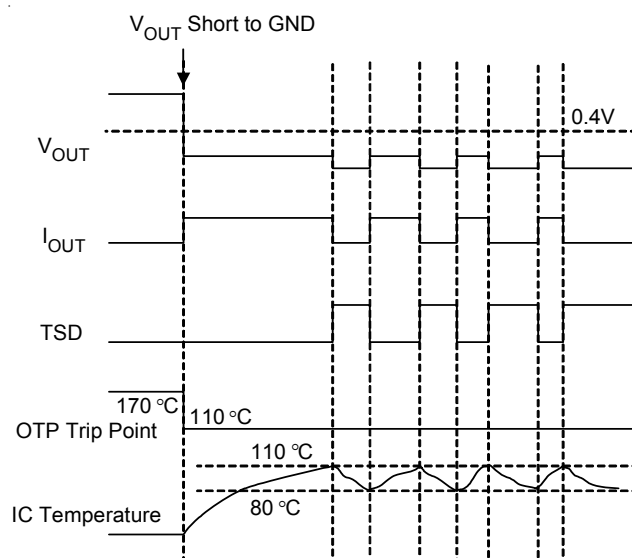 V_OUT Short to GND
0.4V
V_OUT
I_OUT
TSD
170 °C
110 °C
OTP Trip Point
110 °C
80 °C
IC Temperature